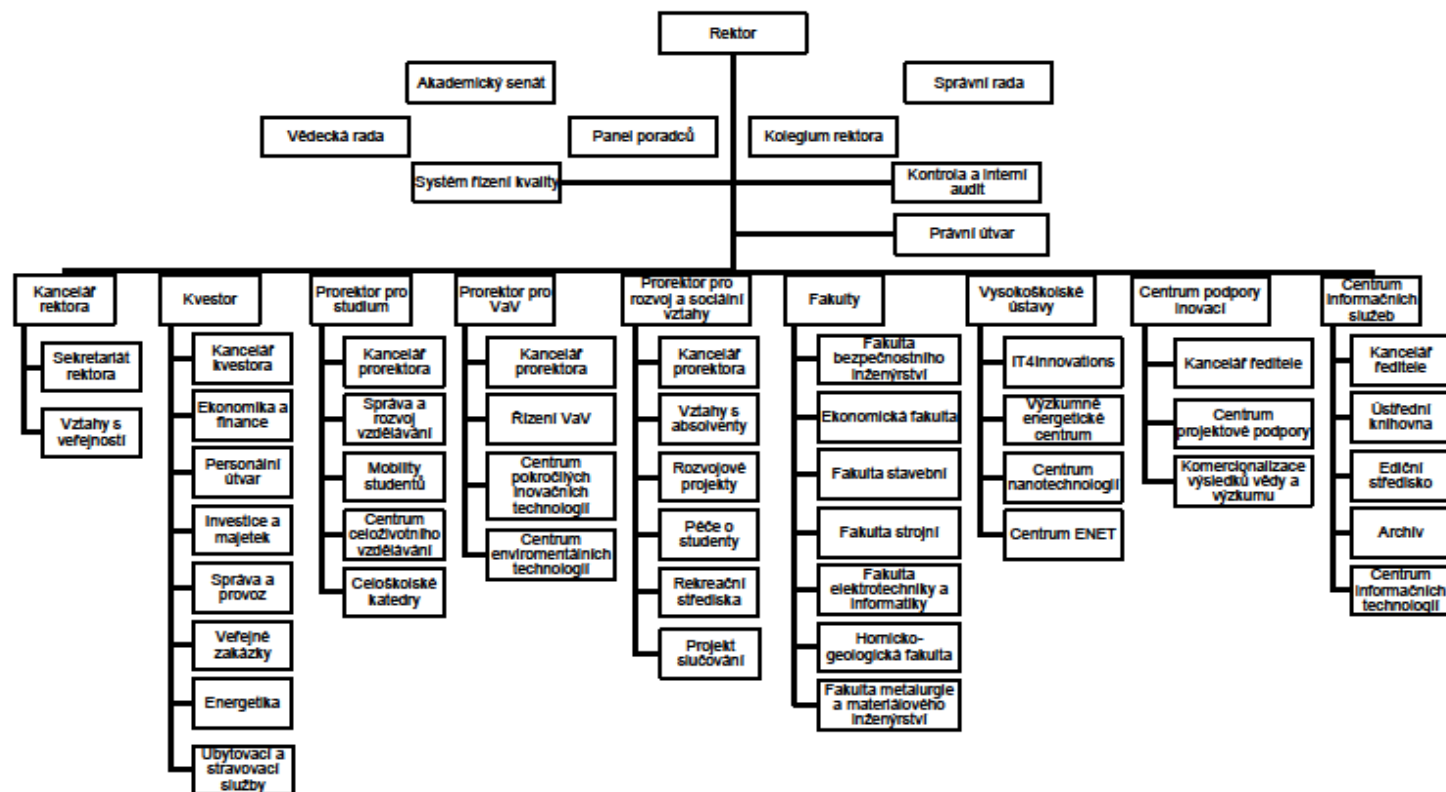 Rektor
Akademický senát
Správní rada
Vědecká rada
Panel poradců
Kolegium rektora
Systém řízení kvality
Kontrola a interní
audit
Právní útvar
Kancelář
rektora
Sekretariát
rektora
Vztahy s
veřejností
Kvestor
Kancelář
kvestora
Ekonomika a
finance
Personální
útvar
Investice a
majetek
Správa a
provoz
Veřejné
zakázky
Energetika
Ubytovací a
stravovací
služby
Prorektor pro
studium
Kancelář
prorektora
Správa a
rozvoj
vzdělávání
Mobility
studentů
Centrum
celoživotního
vzdělávání
Celoškolské
katedry
Prorektor pro
VaV
Kancelář
prorektora
Řízení VaV
Centrum
pokročilých
inovačních
technologií
Centrum
enviromentálních
technologií
Prorektor pro
rozvoj a sociální
vztahy
Kancelář
prorektora
Vztahy s
absolventy
Rozvojové
projekty
Péče o
studenty
Rekreační
střediska
Projekt
slučování
Fakulty
Fakulta
bezpečnostního
inženýrství
Ekonomická fakulta
Fakulta stavební
Fakulta strojní
Fakulta
elektrotechniky a
informatiky
Hornicko-
geologická fakulta
Fakulta metalurgie
a materiálového
inženýrství
Vysokoškolské
ústavy
IT4Innovations
Výzkumné
energetické
centrum
Centrum
nanotechnologií
Centrum ENET
Centrum podpory
inovací
Kancelář ředitele
Centrum
projektové podpory
Komercionalizace
výsledků vědy a
výzkumu
Centrum
informačních
služeb
Kancelář
ředitele
Ústřední
knihovna
Ediční
středisko
Archiv
Centrum
informačních
technologií